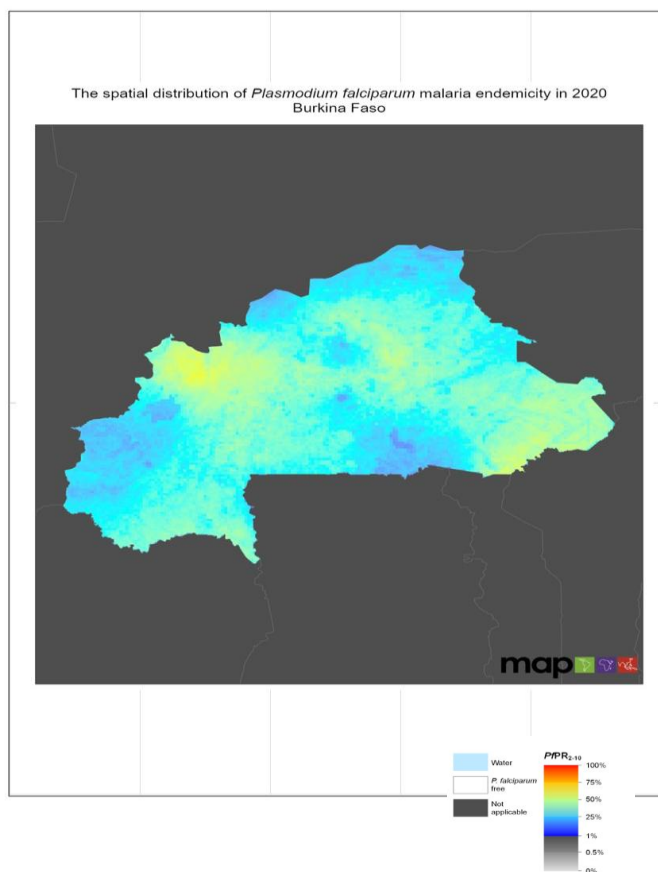 The spatial distribution of Plasmodium falciparum malaria endemicity in 2020
Burkina Faso
map
Water
P. falciparum
free
Not
applicable
PfPR2-10
100%
75%
50%
25%
1%
0.5%
0%